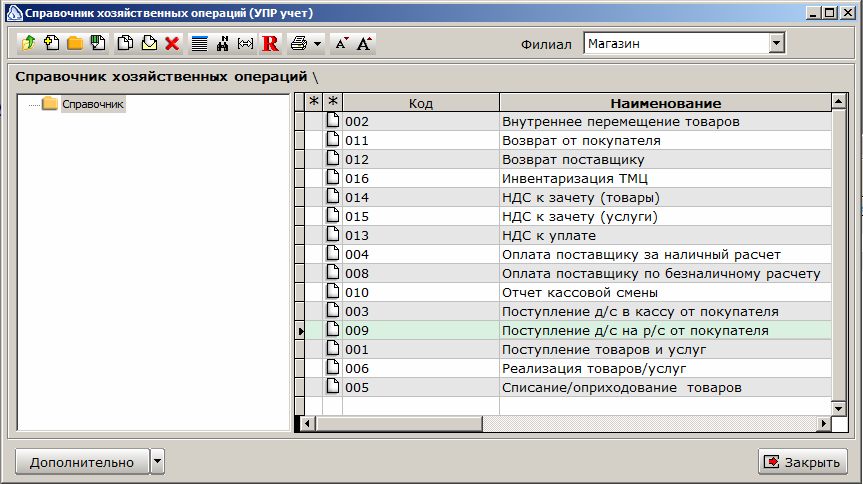 Справочник хозяйственных операций (УПР учет)
R A A Филиал Магазин
Справочник хозяйственных операций \
Справочник
* * Код Наименование
002 Внутреннее перемещение товаров
011 Возврат от покупателя
012 Возврат поставщику
016 Инвентаризация ТМЦ
014 НДС к зачету (товары)
015 НДС к зачету (услуги)
013 НДС к уплате
004 Оплата поставщику за наличный расчет
008 Оплата поставщику по безналичному расчету
010 Отчет кассовой смены
003 Поступление д/с в кассу от покупателя
009 Поступление д/с на р/с от покупателя
001 Поступление товаров и услуг
006 Реализация товаров/услуг
005 Списание/оприходование  товаров
Дополнительно Закрыть